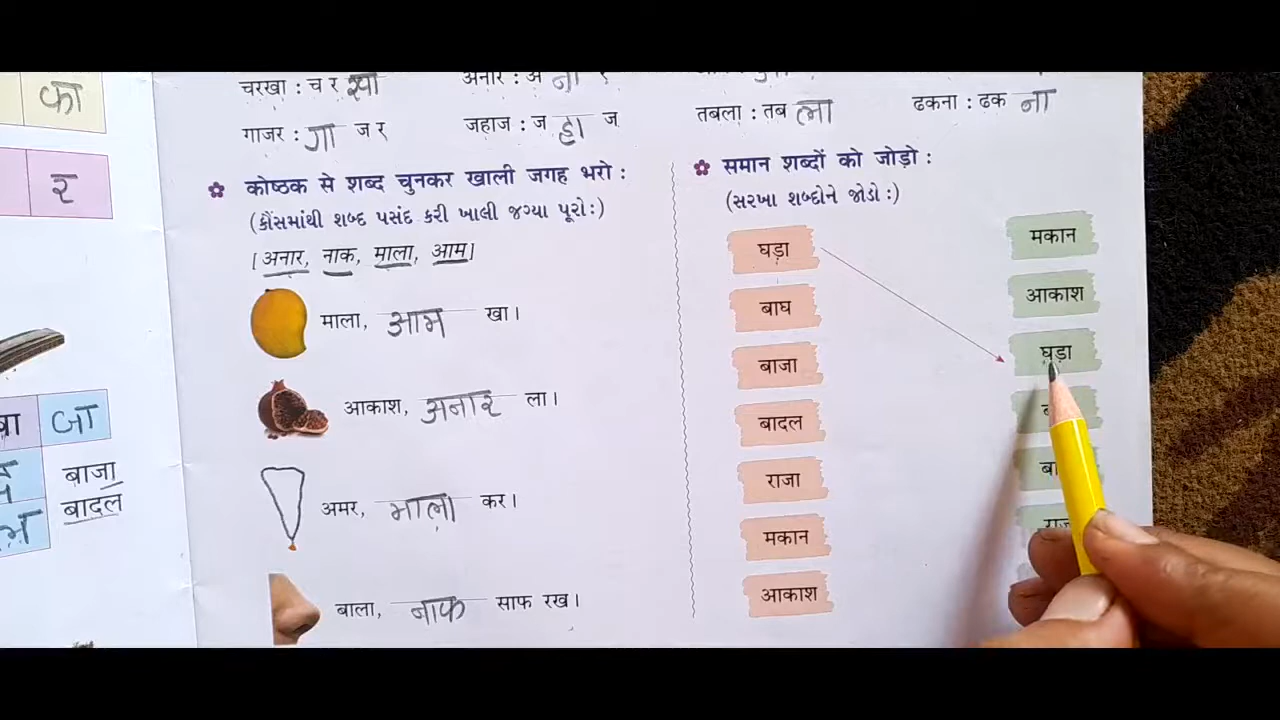 का
र
जा
बाजा
बादल
चरखा : च र खा
अनार : अ ना र
गाजर : गा ज र
जहाज : ज हा ज
तबला : तब ला
ढकना : ढक ना
✿ कोष्ठक से शब्द चुनकर खाली जगह भरो :
(કૌંસમાંથી શબ્દ પસંદ કરી ખાલી જગ્યા પૂરો:)
[अनार, नाक, माला, आम]
माला, आम खा।
आकाश, अनार ला।
अमर, माला कर।
बाला, नाक साफ रख।
✿ समान शब्दों को जोड़ो :
(સરખા શબ્દોને જોડો:)
घड़ा
बाघ
बाजा
बादल
राजा
मकान
आकाश
मकान
आकाश
घड़ा